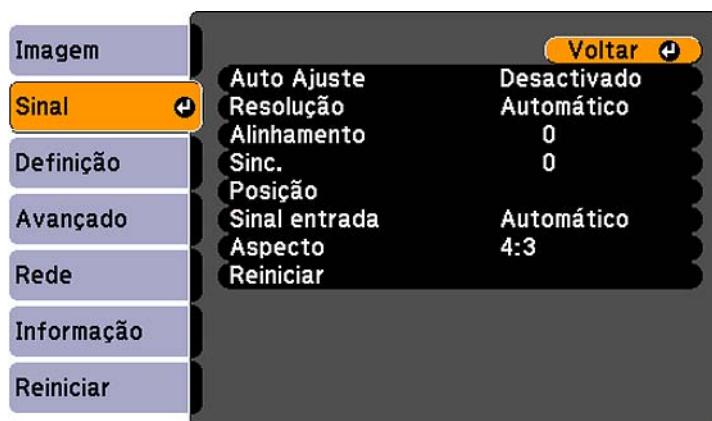 Imagem
Sinal
Definição
Avançado
Rede
Informação
Reiniciar
Voltar
Auto Ajuste Desactivado
Resolução Automático
Alinhamento 0
Sinc. 0
Posição
Sinal entrada Automático
Aspecto 4:3
Reiniciar